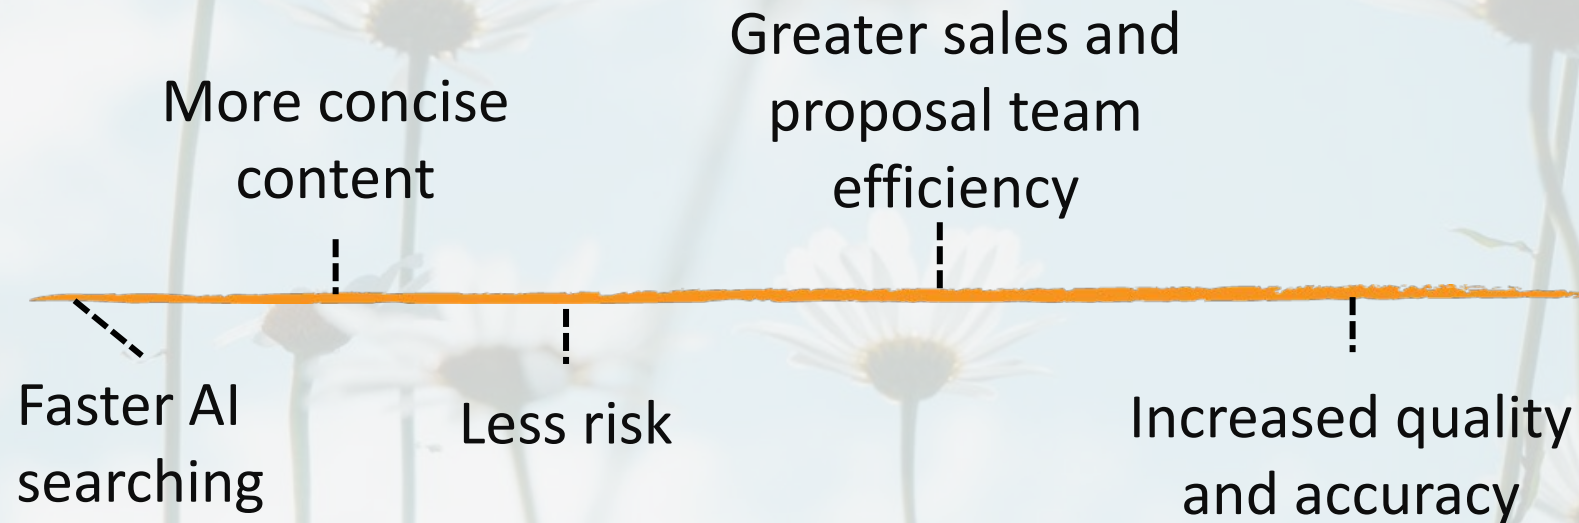 Greater sales and
proposal team
efficiency
More concise
content
Faster AI
searching
Less risk
Increased quality
and accuracy